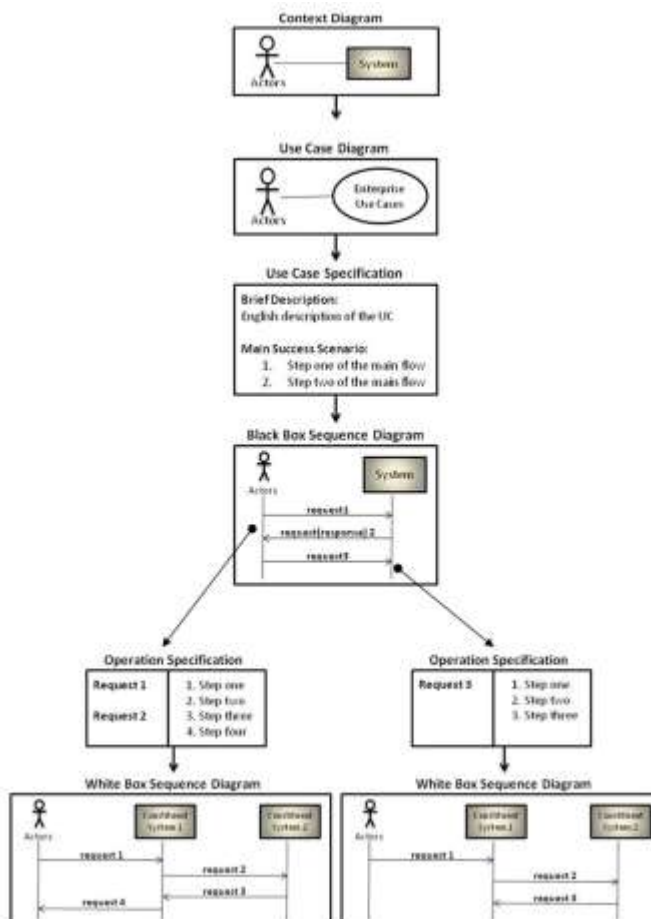 Context Diagram
System
Actors
Use Case Diagram
Enterprise
Use Cases
Actors
Use Case Specification
Brief Description:
English description of the UC
Main Success Scenario:
1. Step one of the main flow
2. Step two of the main flow
Black Box Sequence Diagram
System
Actors
request1
request(response) 2
request3
Operation Specification
Request 1
Request 2
1. Step one
2. Step two
3. Step three
4. Step four
Operation Specification
Request 3
1. Step one
2. Step two
3. Step three
White Box Sequence Diagram
Constituent
System.1
Constituent
System.2
Actors
request 1
request 2
request 3
request 4
White Box Sequence Diagram
Constituent
System.1
Constituent
System.2
Actors
request 1
request 2
request 3